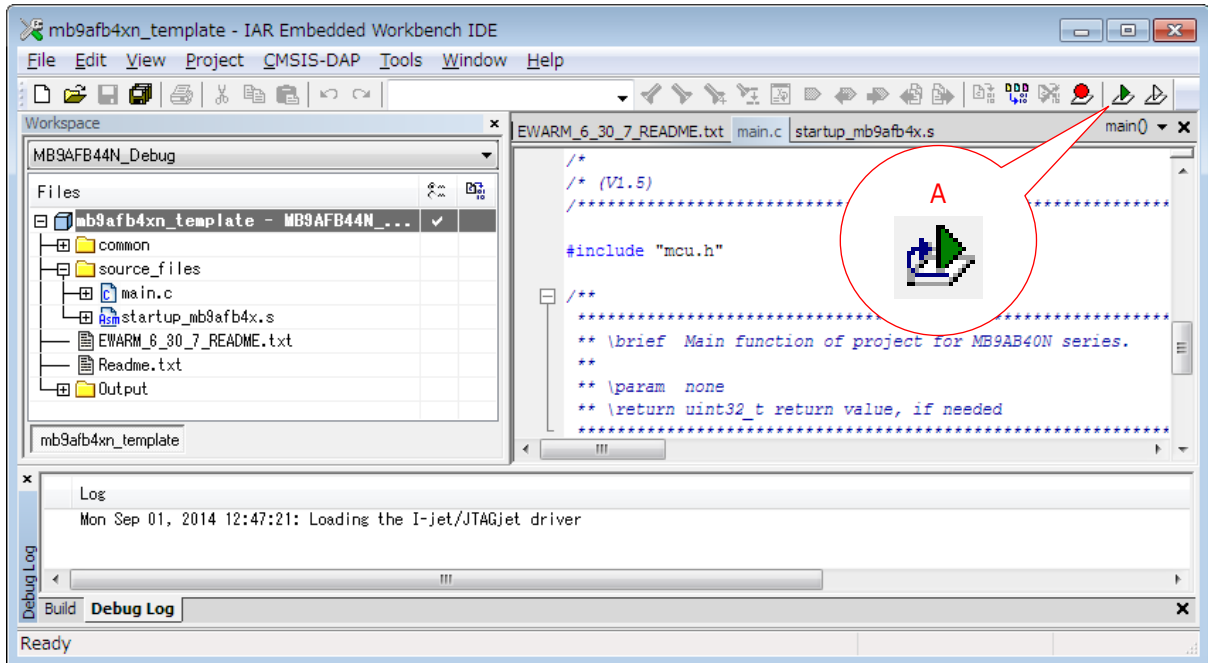 mb9afb4xn_template - IAR Embedded Workbench IDE
File Edit View Project CMSIS-DAP Tools Window Help
Workspace
MB9AFB44N_Debug
Files
mb9afb4xn_template - MB9AFB44N_...
common
source_files
main.c
startup_mb9afb4x.s
EWARM_6_30_7_README.txt
Readme.txt
Output
mb9afb4xn_template
EWARM_6_30_7_README.txt main.c startup_mb9afb4x.s main()
/*
/* (V1.5)
/************************************************************
A
#include "mcu.h"
/**
************************************************************
** \brief Main function of project for MB9AB40N series.
**
** \param none
** \return uint32_t return value, if needed
************************************************************
Log
Mon Sep 01, 2014 12:47:21: Loading the I-jet/JTAGjet driver
Debug Log
Build Debug Log
Ready